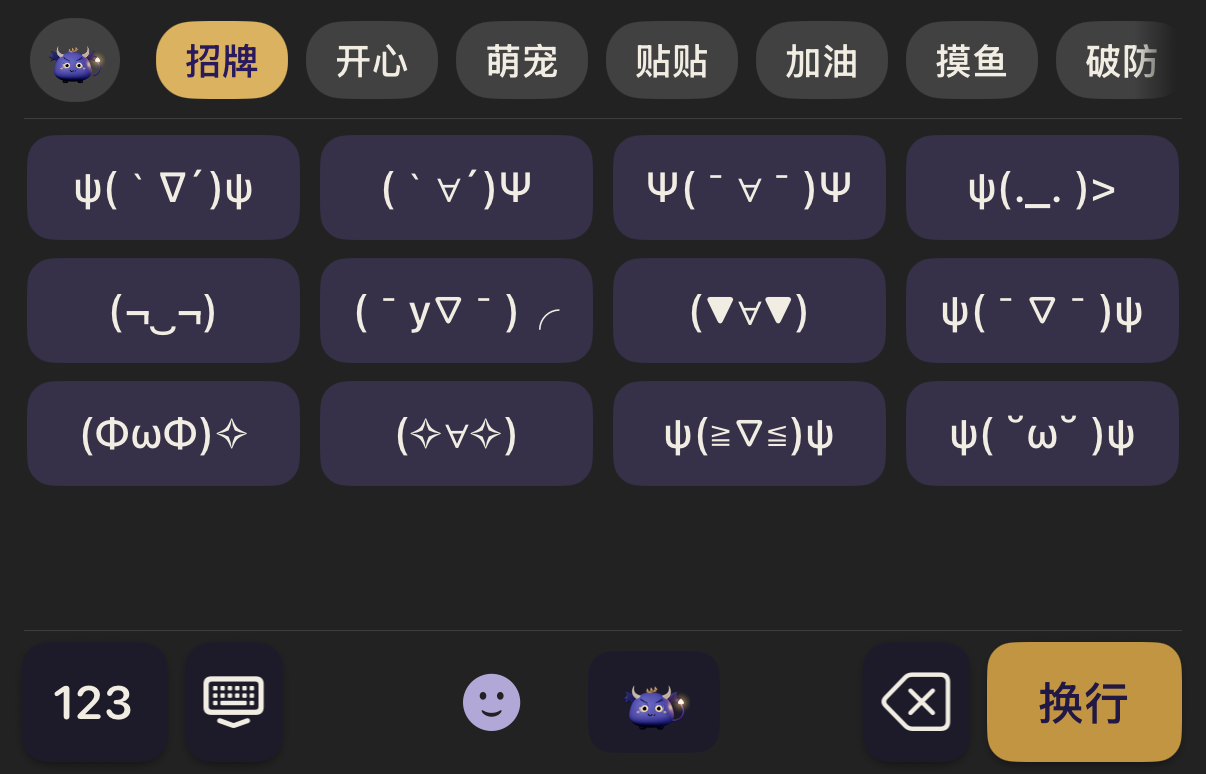 招牌 开心 萌宠 贴贴 加油 摸鱼 破防
ψ( ｀∇´)ψ ( ｀∀´)Ψ Ψ( ¯ ∀ ¯ )Ψ ψ(._. )>
(¬‿¬) ( ¯ y∇ ¯ ) ╭ (▼∀▼) ψ( ¯ ∇ ¯ )ψ
(ΦωΦ)✧ (✧∀✧) ψ(≧∇≦)ψ ψ( ˘ω˘ )ψ
123 换行